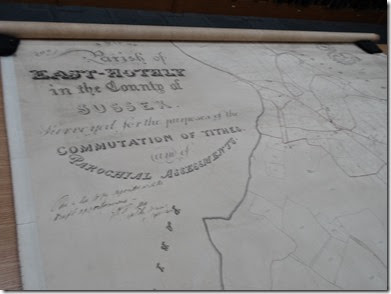 Parish of
EAST-HOTHLY
in the County of
SUSSEX.
Surveyed for the purposes of the
COMMUTATION OF TITHES.
and of
PAROCHIAL ASSESSMENTS.